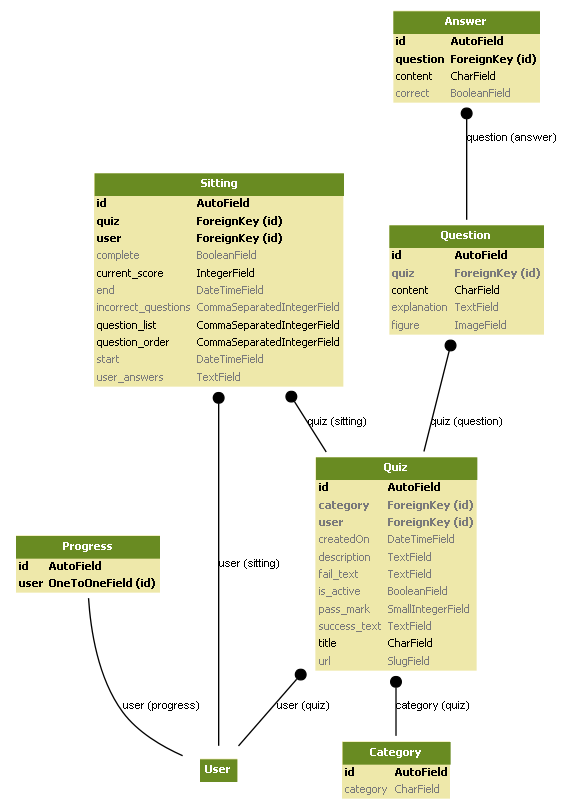 Answer
id AutoField
question ForeignKey (id)
content CharField
correct BooleanField
question (answer)
Sitting
id AutoField
quiz ForeignKey (id)
user ForeignKey (id)
complete BooleanField
current_score IntegerField
end DateTimeField
incorrect_questions CommaSeparatedIntegerField
question_list CommaSeparatedIntegerField
question_order CommaSeparatedIntegerField
start DateTimeField
user_answers TextField
Question
id AutoField
quiz ForeignKey (id)
content CharField
explanation TextField
figure ImageField
quiz (sitting)
quiz (question)
Quiz
id AutoField
category ForeignKey (id)
user ForeignKey (id)
createdOn DateTimeField
description TextField
fail_text TextField
is_active BooleanField
pass_mark SmallIntegerField
success_text TextField
title CharField
url SlugField
Progress
id AutoField
user OneToOneField (id)
user (sitting)
user (progress)
user (quiz)
category (quiz)
User
Category
id AutoField
category CharField